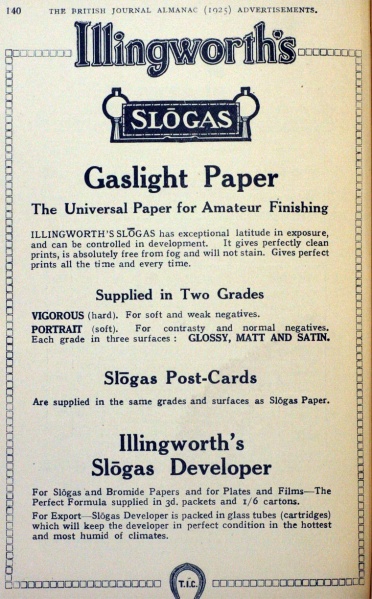 140 THE BRITISH JOURNAL ALMANAC (1925) ADVERTISEMENTS.
Illingworth's
SLŌGAS
Gaslight Paper
The Universal Paper for Amateur Finishing
ILLINGWORTH'S SLŌGAS has exceptional latitude in exposure,
and can be controlled in development. It gives perfectly clean
prints, is absolutely free from fog and will not stain. Gives perfect
prints all the time and every time.
Supplied in Two Grades
VIGOROUS (hard). For soft and weak negatives.
PORTRAIT (soft). For contrasty and normal negatives.
Each grade in three surfaces : GLOSSY, MATT AND SATIN.
Slōgas Post-Cards
Are supplied in the same grades and surfaces as Slōgas Paper.
Illingworth's
Slōgas Developer
For Slōgas and Bromide Papers and for Plates and Films—The
Perfect Formula supplied in 3d. packets and 1/6 cartons.
For Export—Slōgas Developer is packed in glass tubes (cartridges)
which will keep the developer in perfect condition in the hottest
and most humid of climates.
T.I.C.